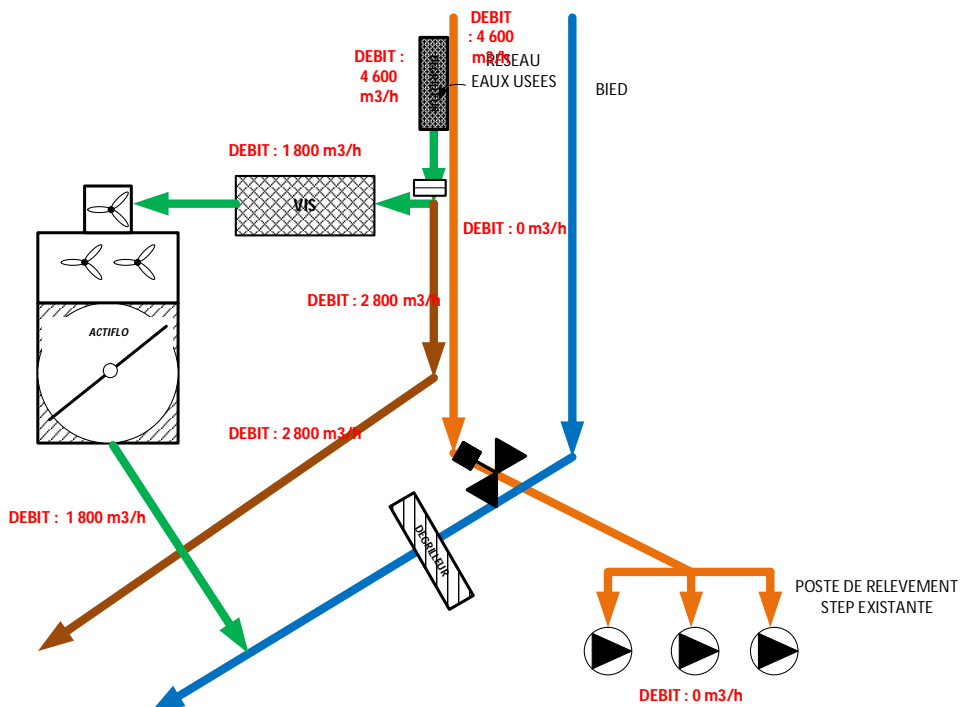 DEBIT
: 4 600
m3/h
DEBIT :
4 600
m3/h
RESEAU
EAUX USEES
BIED
DEBIT : 1 800 m3/h
VIS
DEBIT : 0 m3/h
DEBIT : 2 800 m3/h
ACTIFLO
DEBIT : 2 800 m3/h
DEBIT : 1 800 m3/h
DEGRILLEUR
POSTE DE RELEVEMENT
STEP EXISTANTE
DEBIT : 0 m3/h